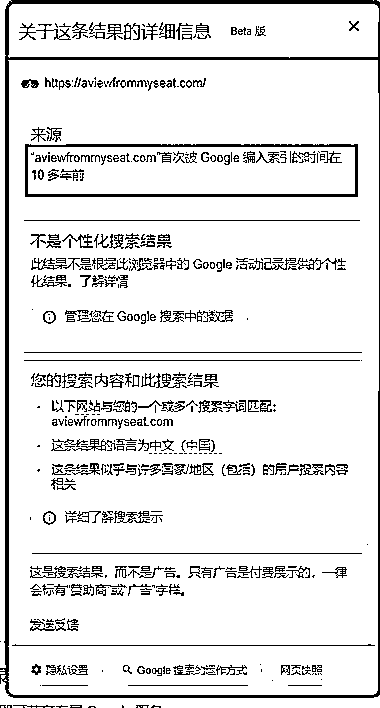 关于这条结果的详细信息 Beta 版
https://aviewfrommyseat.com/
来源
"aviewfrommyseat.com"首次被 Google 编入索引的时间在
10 多年前
不是个性化搜索结果
此结果不是根据此浏览器中的 Google 活动记录提供的个性
化结果。了解详情
管理您在 Google 搜索中的数据
您的搜索内容和此搜索结果
· 以下网站与您的一个或多个搜索字词匹配:
aviewfrommyseat.com
· 这条结果的语言为中文（中国）
· 这条结果似乎与许多国家/地区（包括）的用户搜索内容
相关
详细了解搜索提示
这是搜索结果，而不是广告。只有广告是付费展示的，一律
会标有"赞助商"或"广告"字样。
发送反馈
隐私设置 Google 搜索的运作方式 网页快照